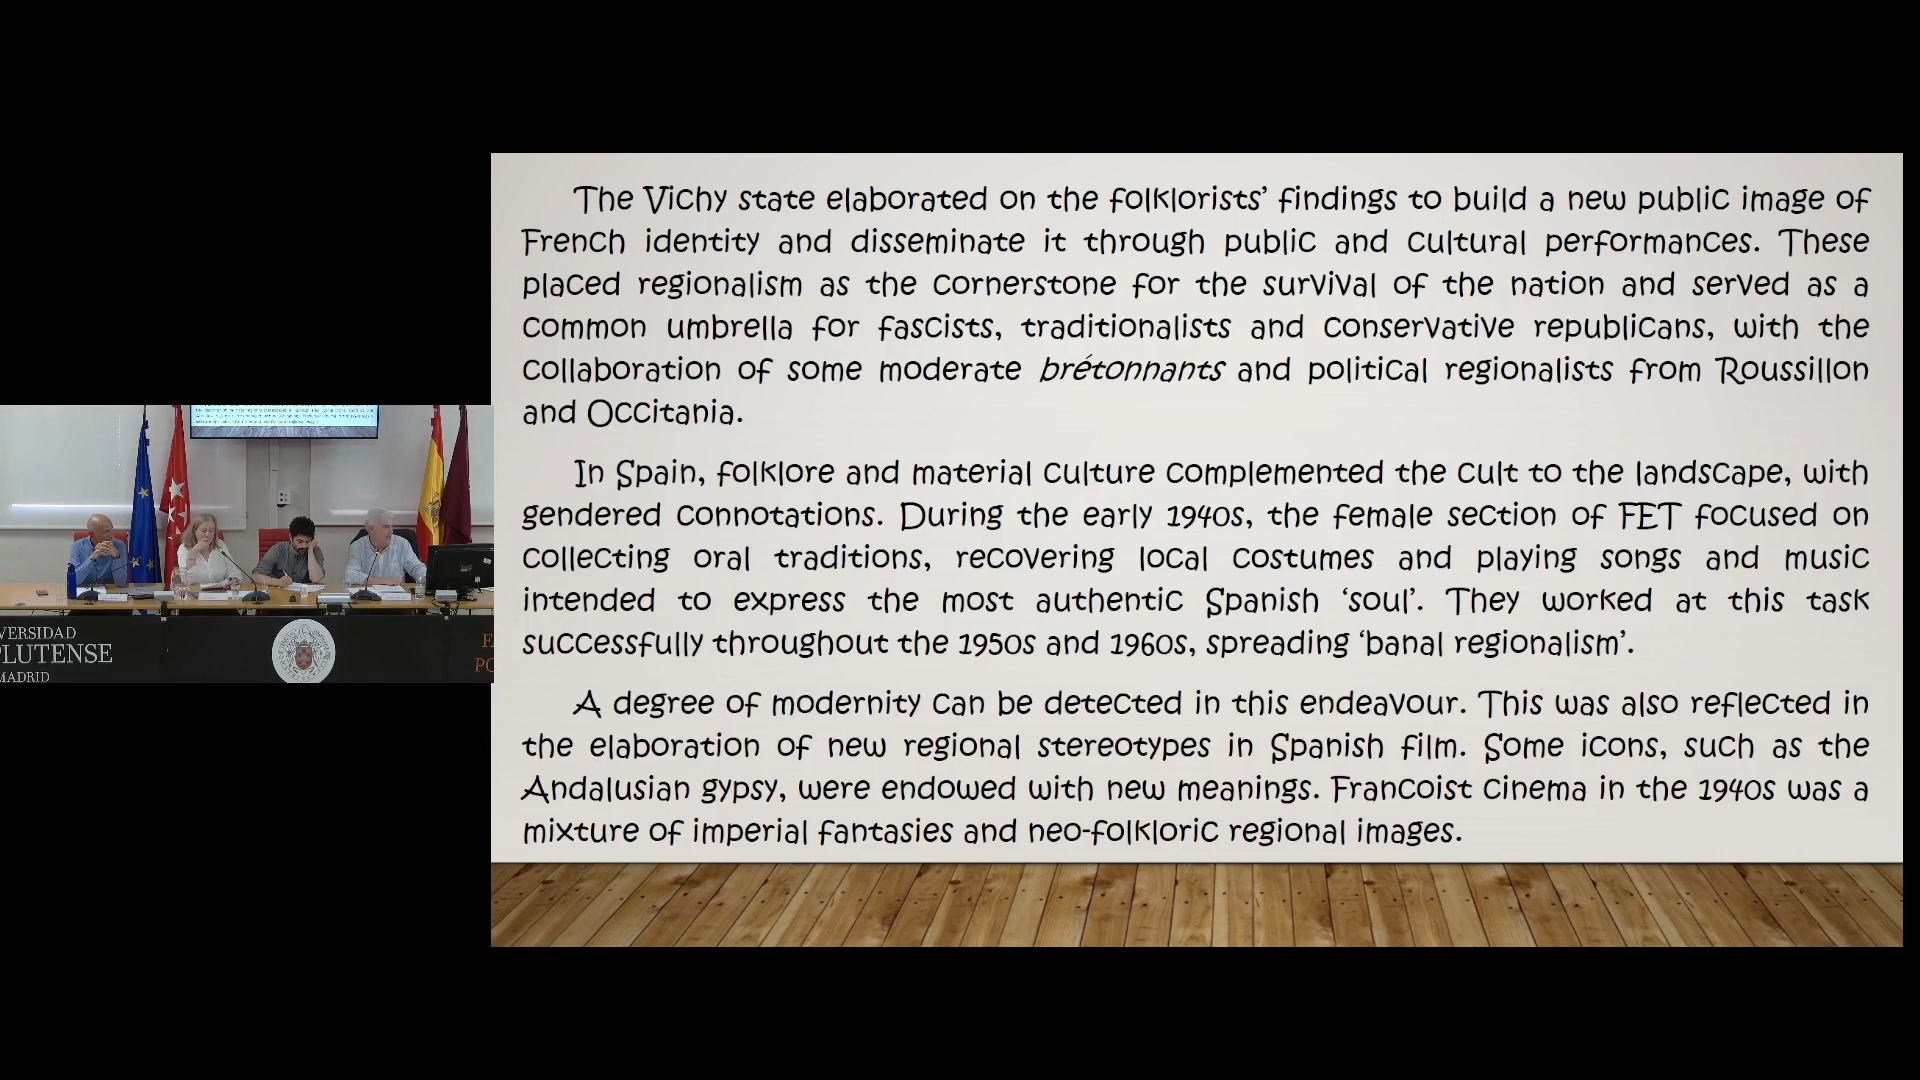 The Vichy state elaborated on the folklorists’ findings to build a new public image of
French identity and disseminate it through public and cultural performances. These
placed regionalism as the cornerstone for the survival of the nation and served as a
common umbrella for fascists, traditionalists and conservative republicans, with the
collaboration of some moderate brétonnants and political regionalists from Roussillon
and Occitania.
In Spain, folklore and material culture complemented the cult to the landscape, with
gendered connotations. During the early 1940s, the female section of FET focused on
collecting oral traditions, recovering local costumes and playing songs and music
intended to express the most authentic Spanish ‘soul’. They worked at this task
successfully throughout the 1950s and 1960s, spreading ‘banal regionalism’.
A degree of modernity can be detected in this endeavour. This was also reflected in
the elaboration of new regional stereotypes in Spanish film. Some icons, such as the
Andalusian gypsy, were endowed with new meanings. Francoist cinema in the 1940s was a
mixture of imperial fantasies and neo-folkloric regional images.
VERSIDAD
PLUTENSE
MADRID
F
PO